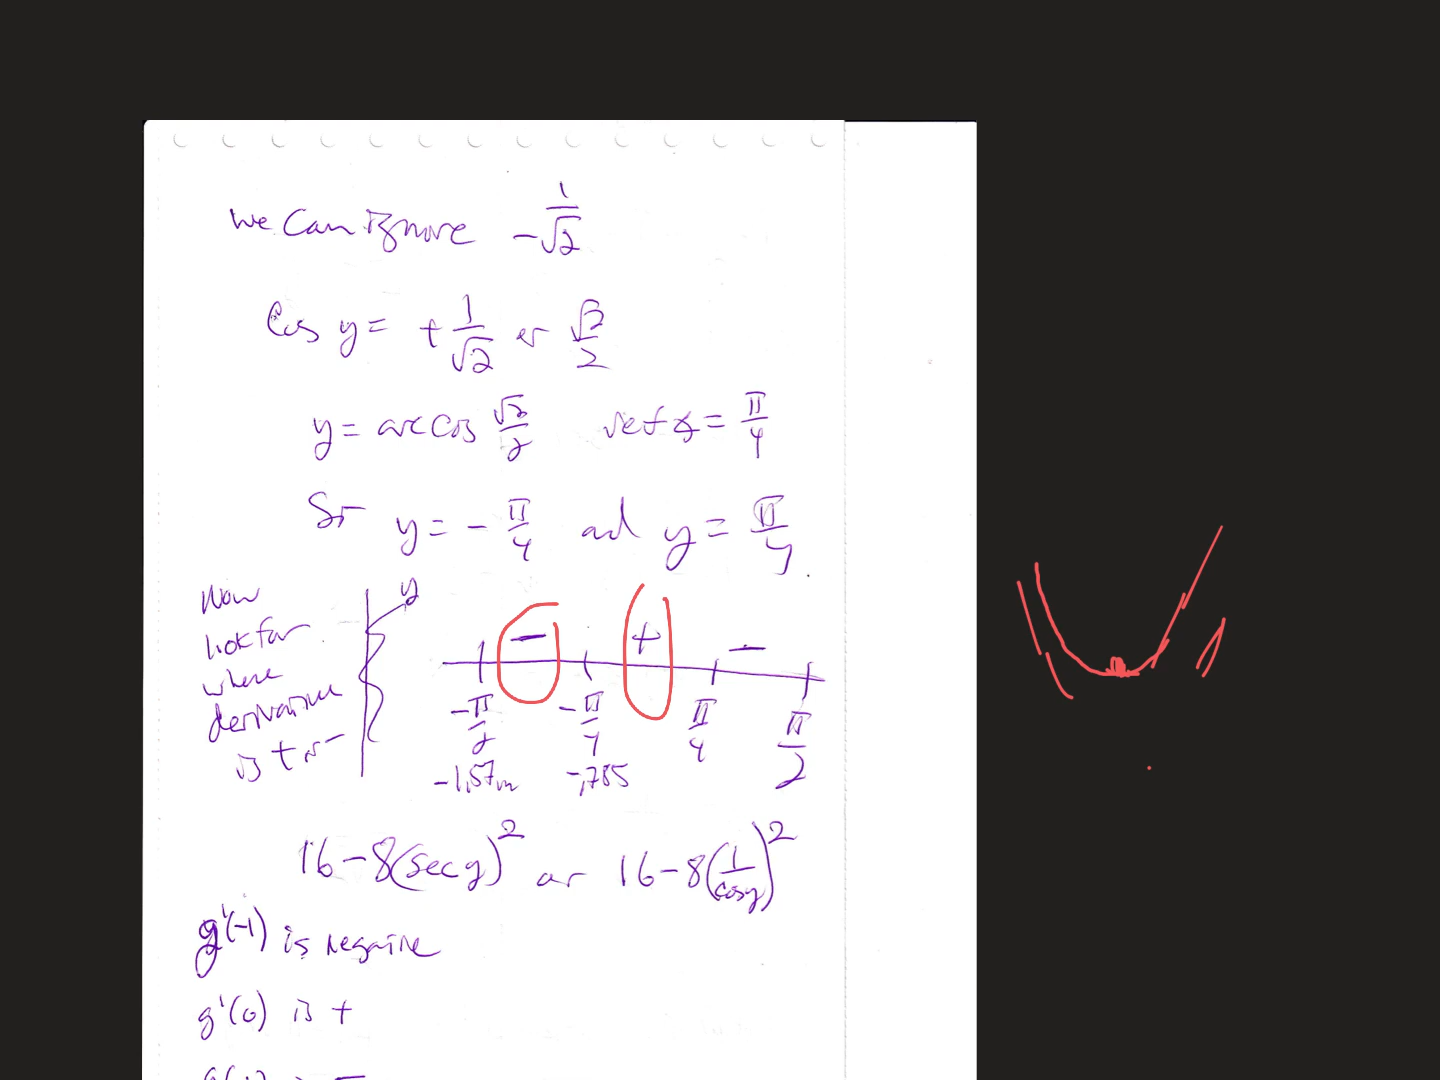 We can ignore -1/√2
Cos y = +1/√2 or √2/2
y = arccos √2/2 ref ∡ = π/4
So y = -π/4 and y = π/4
Now look for where derivative is + or -
y
- + -
-π/2 -π/4 π/4 π/2
-1.57 -.785
16-8(sec y)² or 16-8(1/cos y)²
g'(-1) is negative
g'(0) is +